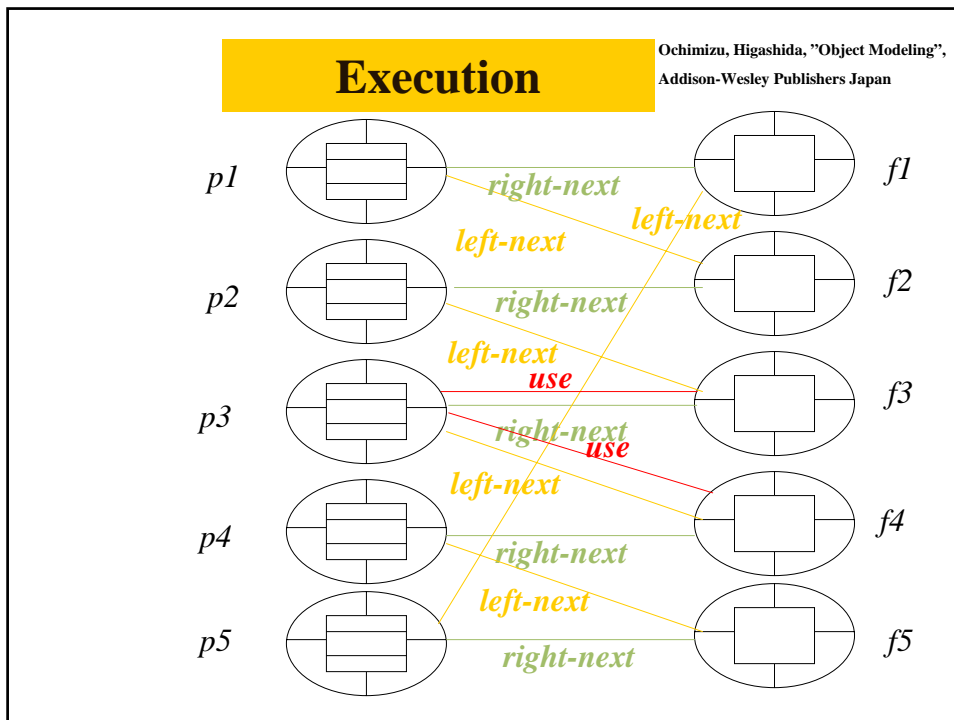 Execution
Ochimizu, Higashida, ”Object Modeling”,
Addison-Wesley Publishers Japan
p1
right-next
f1
left-next
left-next
p2
right-next
f2
left-next
use
p3
right-next
f3
use
left-next
p4
right-next
f4
left-next
p5
right-next
f5